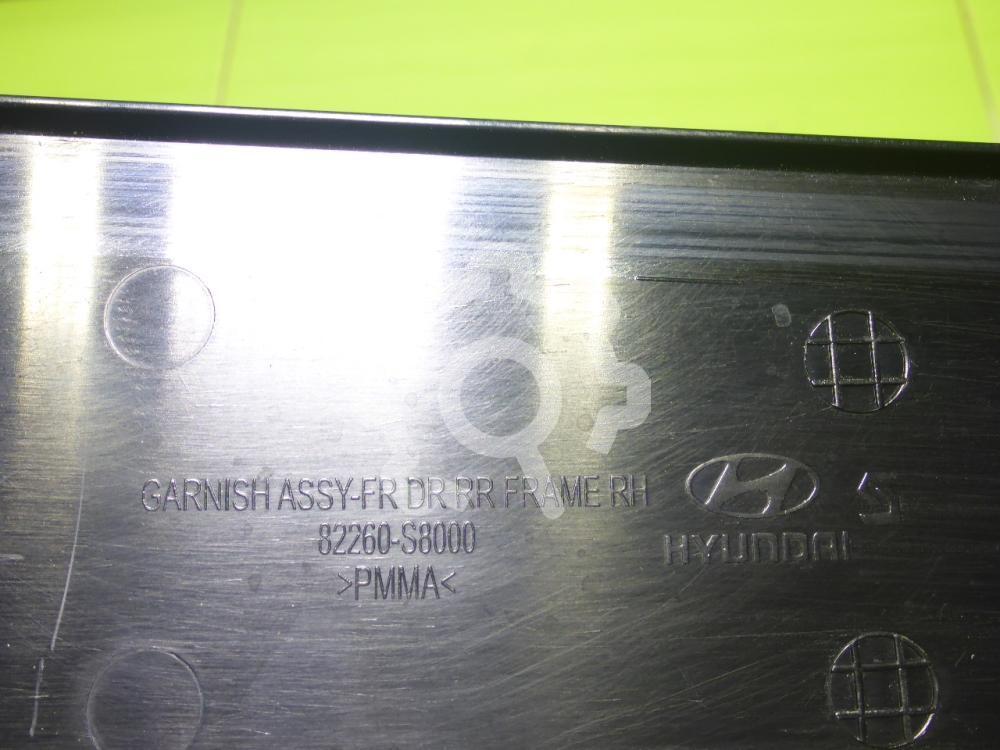 GARNISH ASSY-FR DR RR FRAME RH
82260-S8000
>PMMA<
HYUNDAI